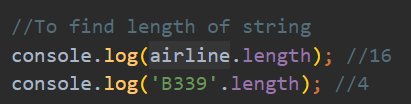 //To find length of string
console.log(airline.length); //16
console.log('B339'.length); //4